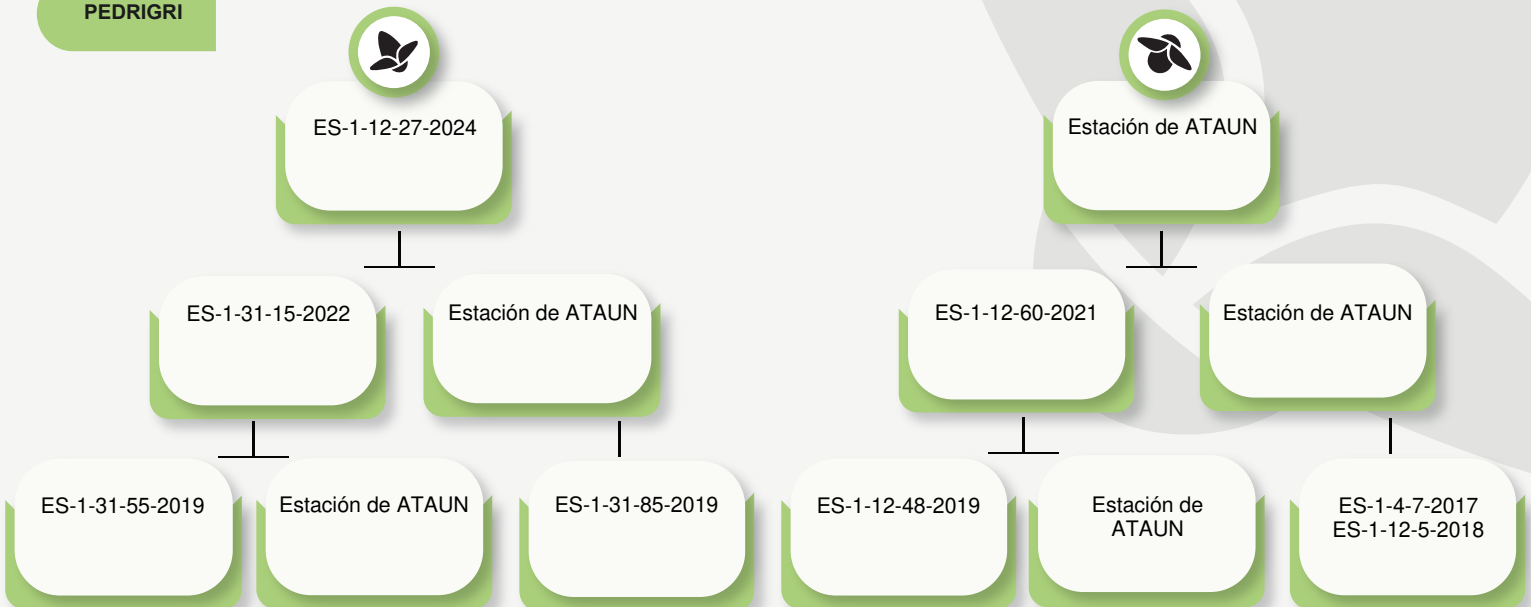 PEDRIGRI
ES-1-12-27-2024
Estación de ATAUN
ES-1-31-15-2022
Estación de ATAUN
ES-1-12-60-2021
Estación de ATAUN
ES-1-31-55-2019
Estación de ATAUN
ES-1-31-85-2019
ES-1-12-48-2019
Estación de
ATAUN
ES-1-4-7-2017
ES-1-12-5-2018